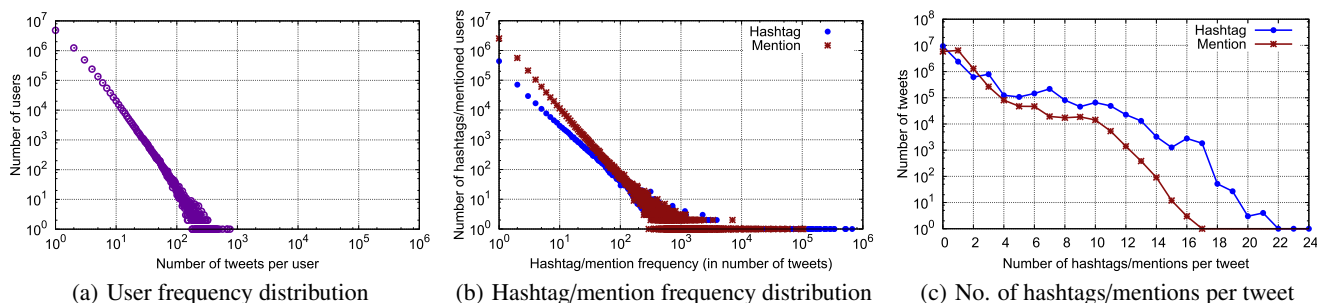 10^7
10^6
10^5
10^4
10^3
10^2
10^1
10^0
Number of users
10^0 10^1 10^2 10^3 10^4 10^5 10^6
Number of tweets per user
(a) User frequency distribution
10^7
10^6
10^5
10^4
10^3
10^2
10^1
10^0
Number of hashtags/mentioned users
Hashtag
Mention
10^0 10^1 10^2 10^3 10^4 10^5 10^6
Hashtag/mention frequency (in number of tweets)
(b) Hashtag/mention frequency distribution
10^8
10^7
10^6
10^5
10^4
10^3
10^2
10^1
10^0
Number of tweets
Hashtag
Mention
0 2 4 6 8 10 12 14 16 18 20 22 24
Number of hashtags/mentions per tweet
(c) No. of hashtags/mentions per tweet